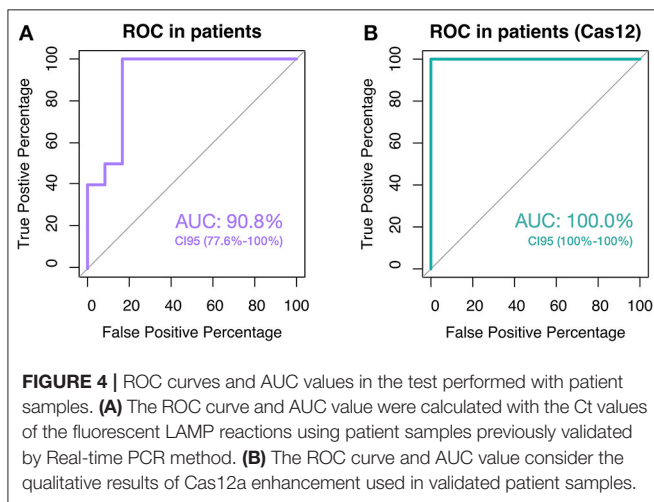 A
ROC in patients
True Postive Percentage
100
80
60
40
20
0
AUC: 90.8%
CI95 (77.6%-100%)
0 20 40 60 80 100
False Positive Percentage
B
ROC in patients (Cas12)
True Postive Percentage
100
80
60
40
20
0
AUC: 100.0%
CI95 (100%-100%)
0 20 40 60 80 100
False Positive Percentage
FIGURE 4 | ROC curves and AUC values in the test performed with patient
samples. (A) The ROC curve and AUC value were calculated with the Ct values
of the fluorescent LAMP reactions using patient samples previously validated
by Real-time PCR method. (B) The ROC curve and AUC value consider the
qualitative results of Cas12a enhancement used in validated patient samples.